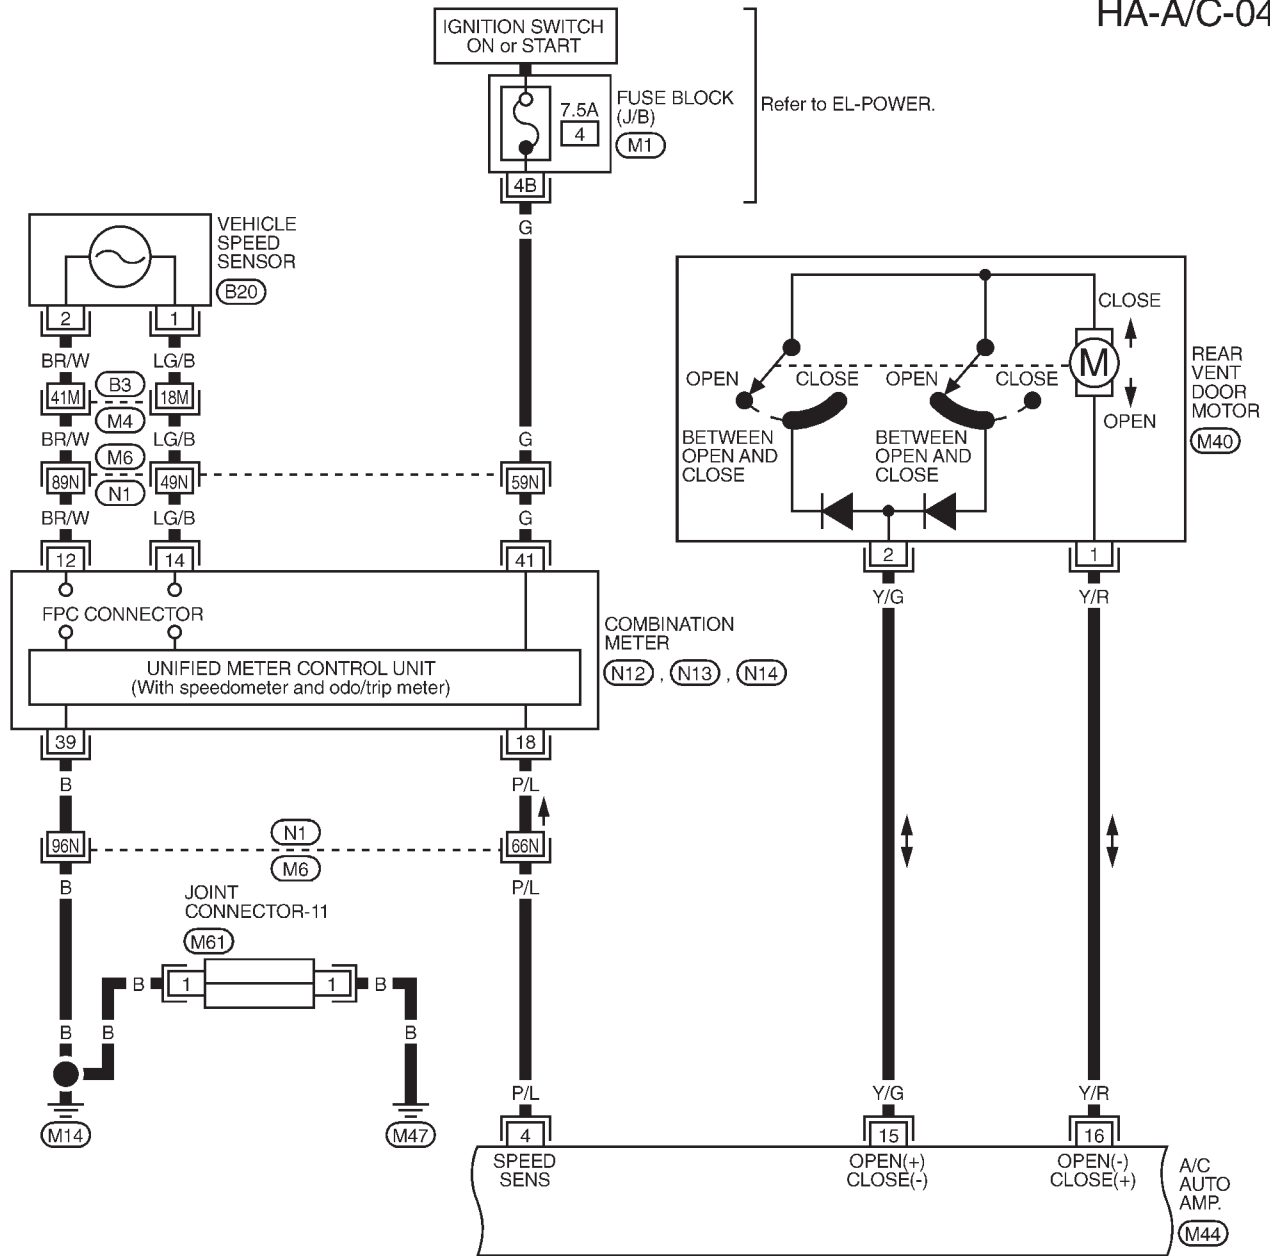 HA-A/C-04
IGNITION SWITCH
ON or START
7.5A
4
FUSE BLOCK
(J/B)
M1
Refer to EL-POWER.
4B
G
VEHICLE
SPEED
SENSOR
B20
2
1
BR/W
LG/B
41M
B3
18M
M4
BR/W
LG/B
G
M6
89N
49N
59N
N1
BR/W
LG/B
G
12
14
41
FPC CONNECTOR
UNIFIED METER CONTROL UNIT
(With speedometer and odo/trip meter)
COMBINATION
METER
N12 , N13 , N14
39
18
B
P/L
96N
N1
66N
M6
B
P/L
JOINT
CONNECTOR-11
M61
B
1
1
B
B
B
B
M14
M47
CLOSE
M
OPEN
REAR
VENT
DOOR
MOTOR
M40
OPEN
CLOSE
OPEN
CLOSE
BETWEEN
OPEN AND
CLOSE
BETWEEN
OPEN AND
CLOSE
2
1
Y/G
Y/R
P/L
Y/G
Y/R
4
15
16
SPEED
SENS
OPEN(+)
CLOSE(-)
OPEN(-)
CLOSE(+)
A/C
AUTO
AMP.
M44